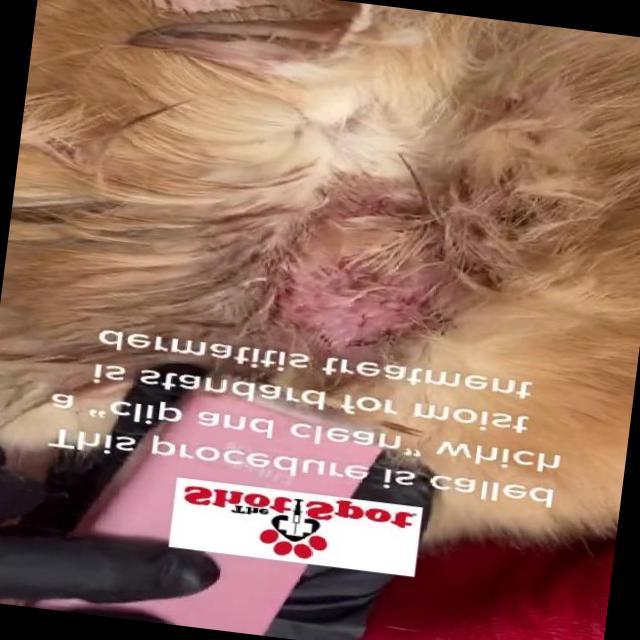 The
Shot Spot
This procedure is called
a “clip and clean” which
is standard for moist
dermatitis treatment